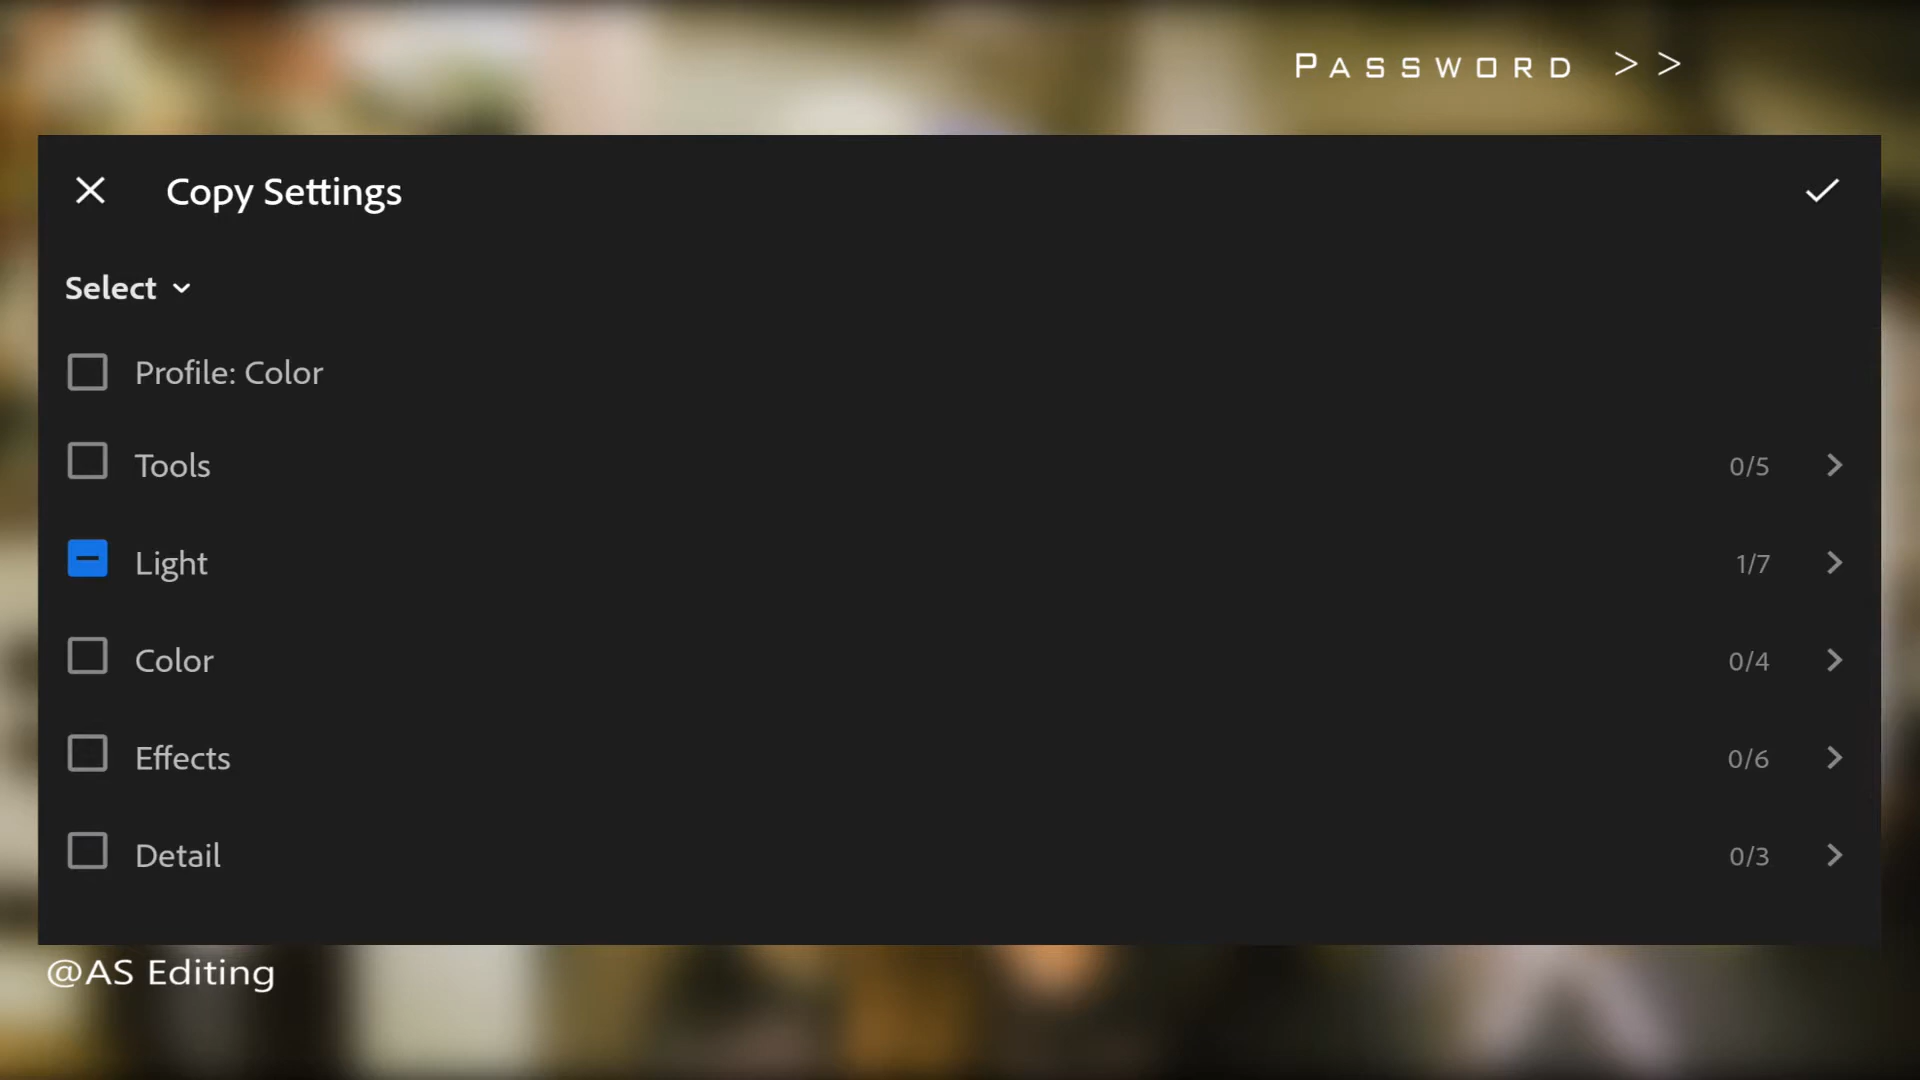 PASSWORD >>
Copy Settings
Select
Profile: Color
Tools 0/5
Light 1/7
Color 0/4
Effects 0/6
Detail 0/3
@AS Editing